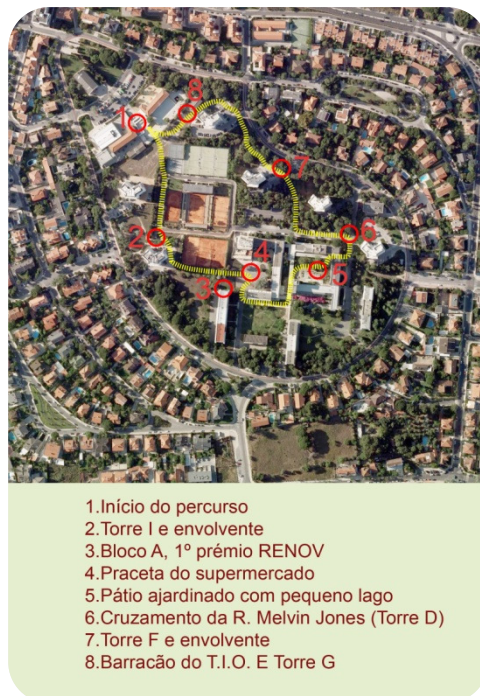 1
8
7
2
6
4
5
3
1.Início do percurso
2.Torre I e envolvente
3.Bloco A, 1º prémio RENOV
4.Praceta do supermercado
5.Pátio ajardinado com pequeno lago
6.Cruzamento da R. Melvin Jones (Torre D)
7.Torre F e envolvente
8.Barracão do T.I.O. E Torre G